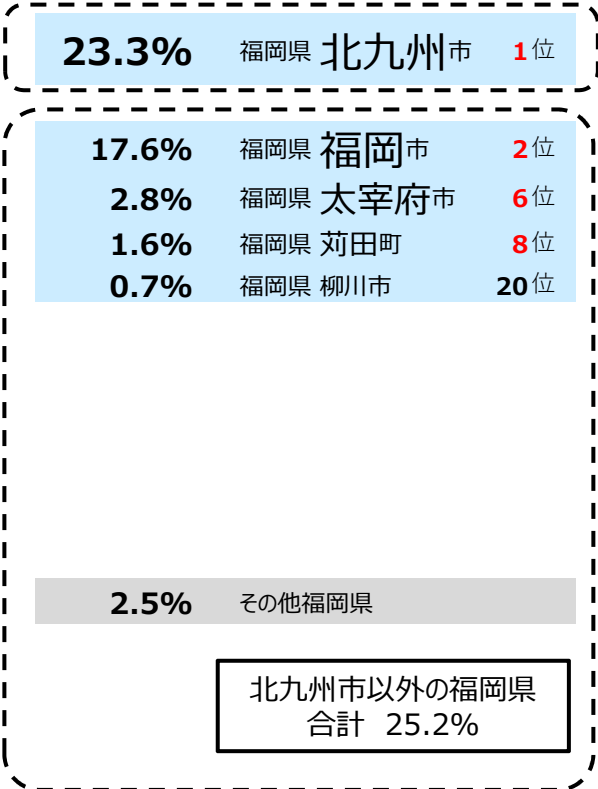 23.3% 福岡県 北九州市 1位
17.6% 福岡県 福岡市 2位
2.8% 福岡県 太宰府市 6位
1.6% 福岡県 苅田町 8位
0.7% 福岡県 柳川市 20位
2.5% その他福岡県
北九州市以外の福岡県
合計 25.2%